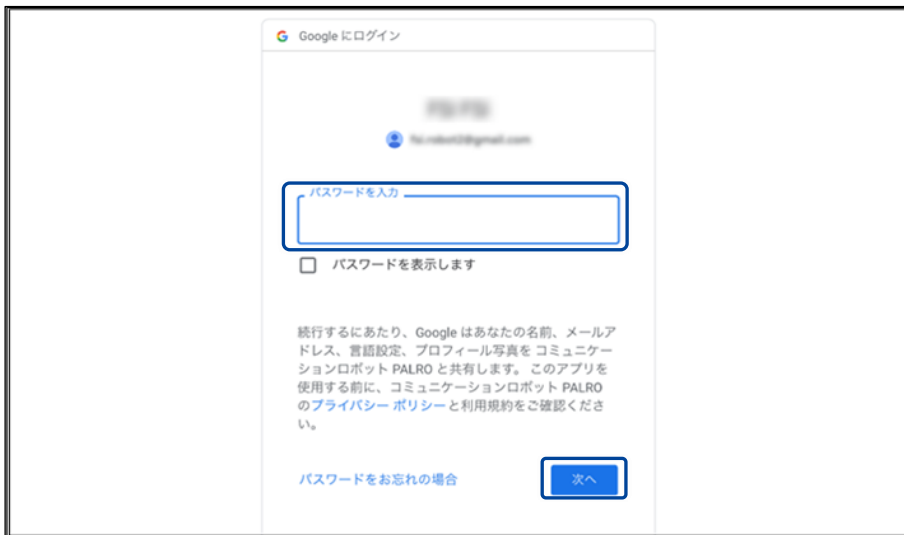 Google にログイン
パスワードを入力
パスワードを表示します
続行するにあたり、Google はあなたの名前、メールア
ドレス、言語設定、プロフィール写真を コミュニケー
ションロボット PALRO と共有します。 このアプリを
使用する前に、コミュニケーションロボット PALRO
のプライバシー ポリシーと利用規約をご確認くださ
い。
パスワードをお忘れの場合
次へ